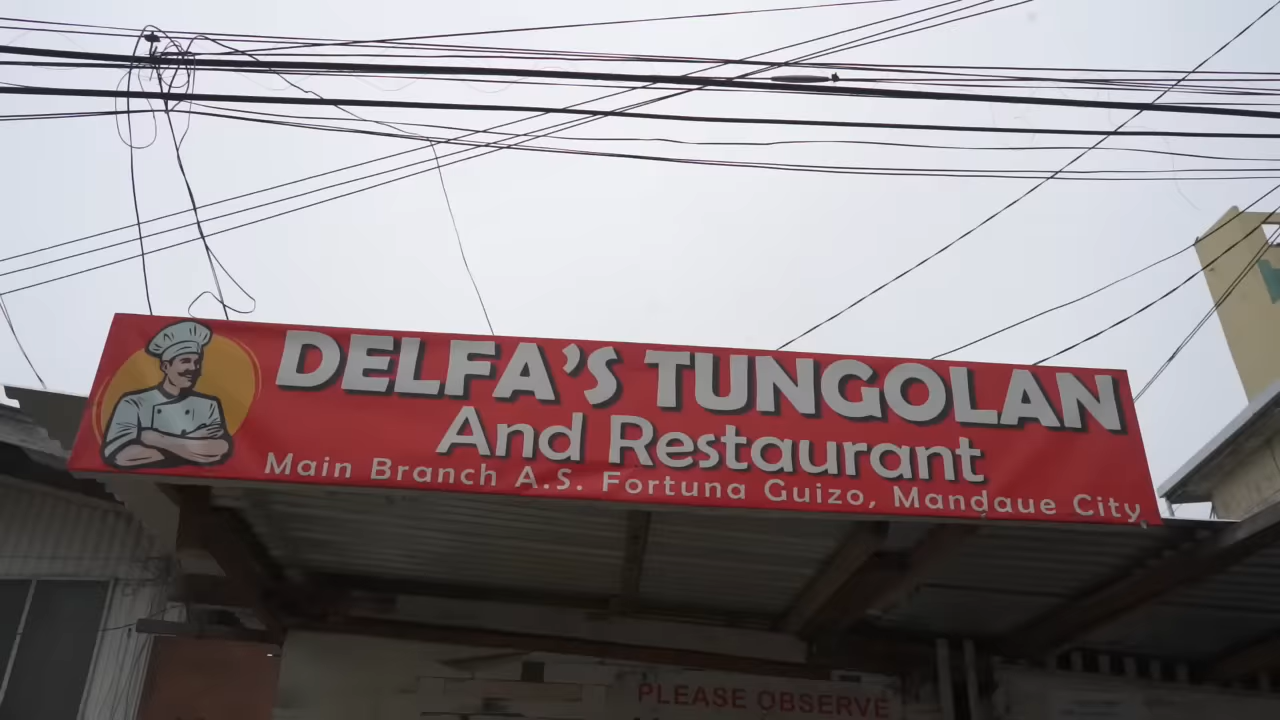 DELFA'S TUNGOLAN
And Restaurant
Main Branch A.S. Fortuna Guizo, Mandaue City
PLEASE OBSERVE